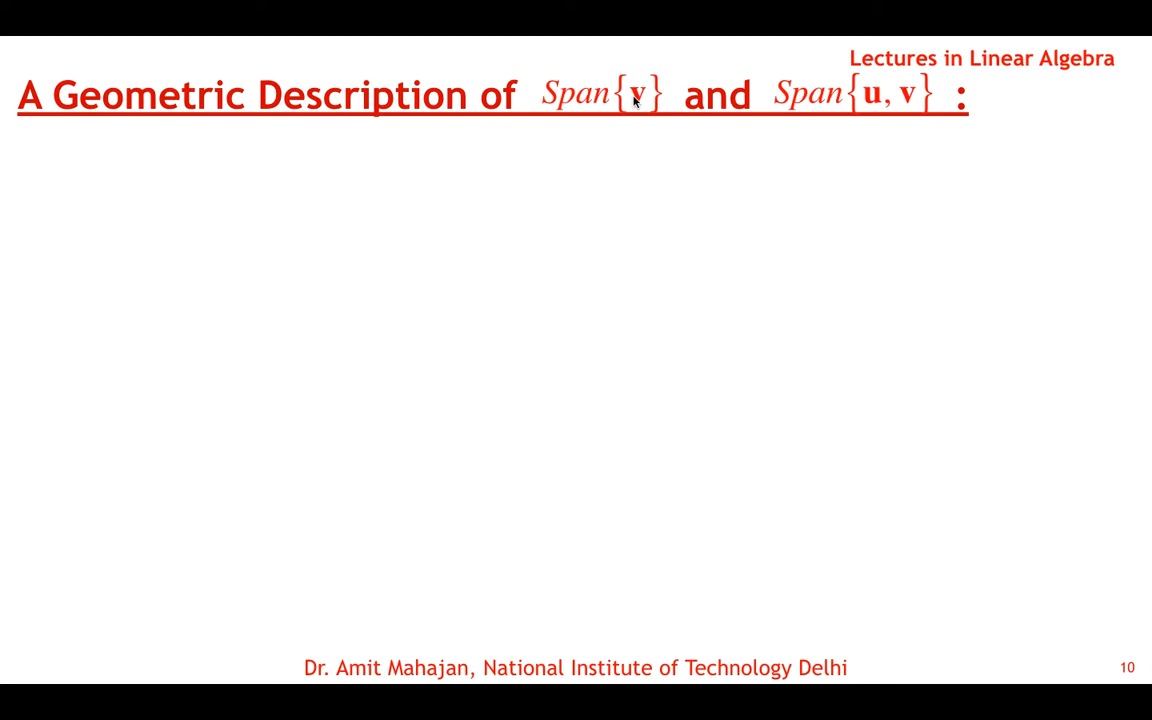 Lectures in Linear Algebra
A Geometric Description of Span{v} and Span{u, v} :
Dr. Amit Mahajan, National Institute of Technology Delhi
10